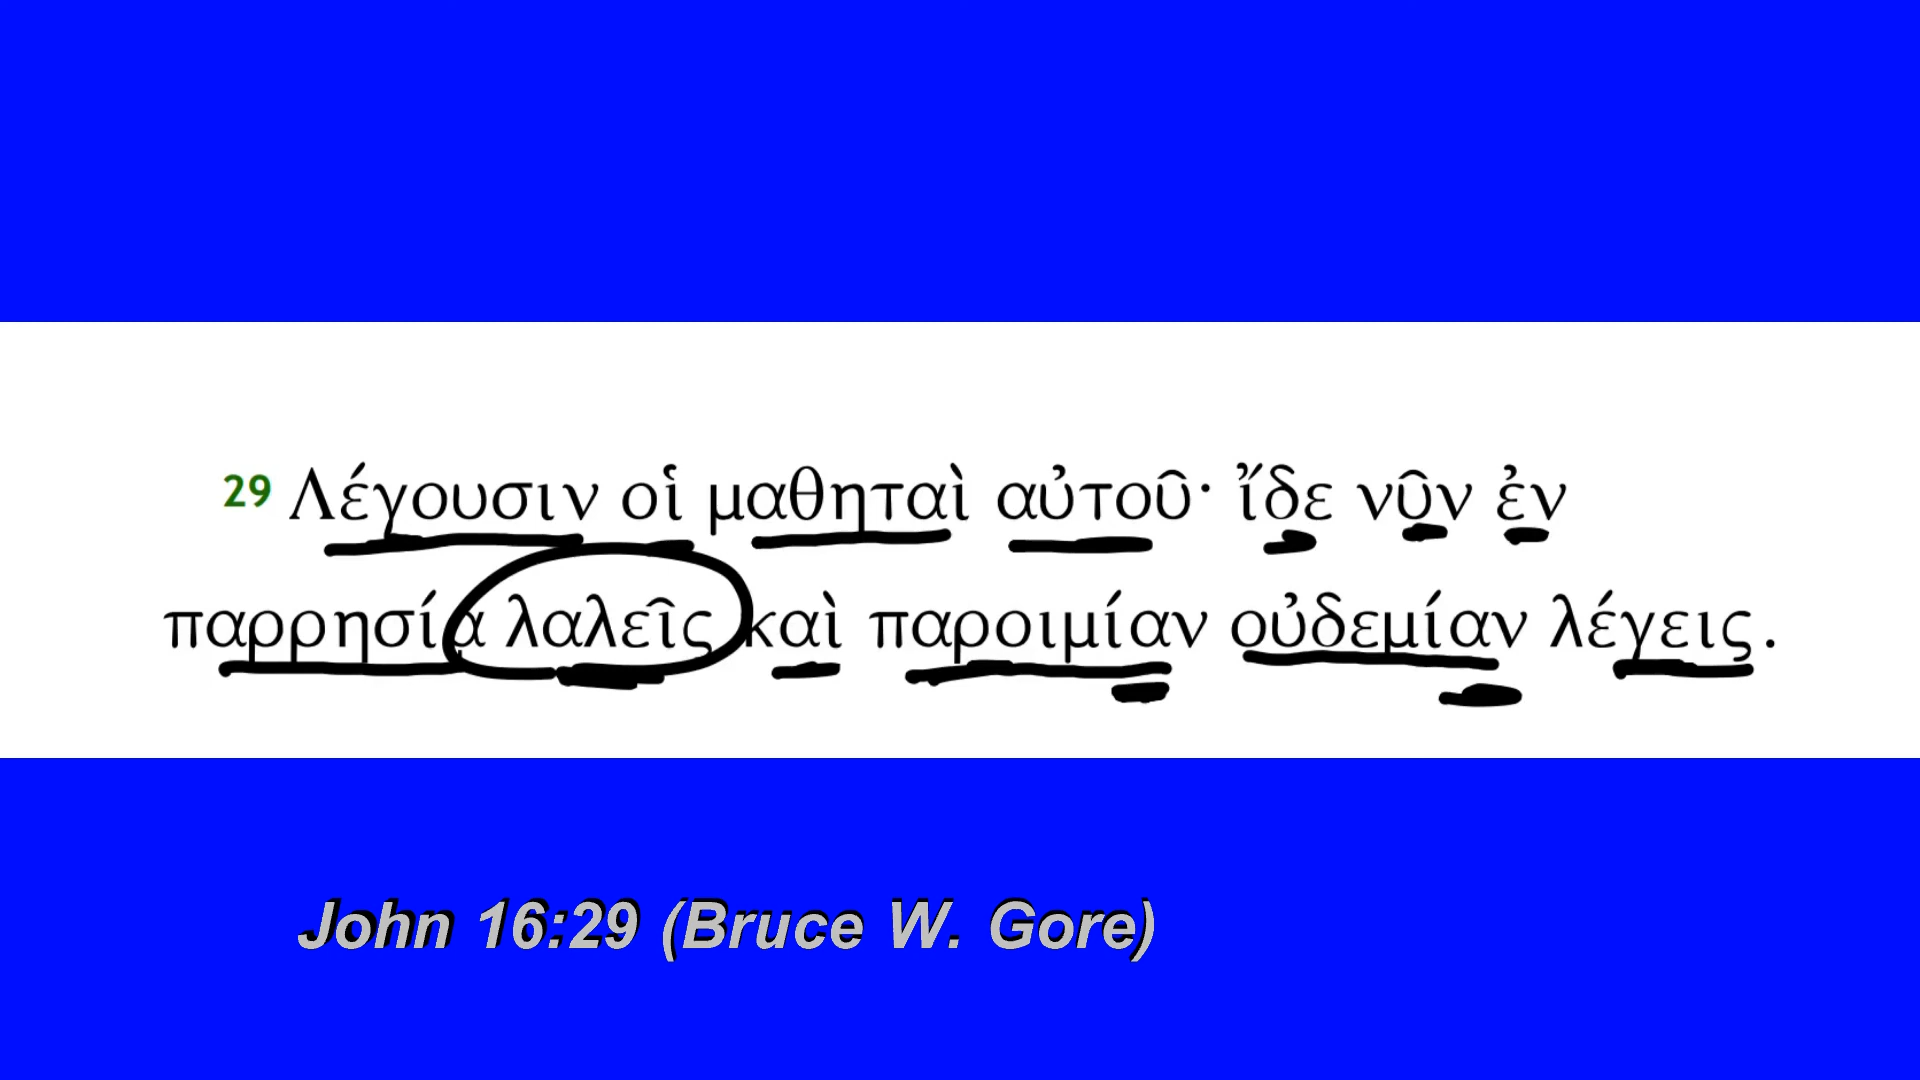 29 Λέγουσιν οἱ μαθηταὶ αὐτοῦ· ἴδε νῦν ἐν
παρρησίᾳ λαλεῖς καὶ παροιμίαν οὐδεμίαν λέγεις.
John 16:29 (Bruce W. Gore)